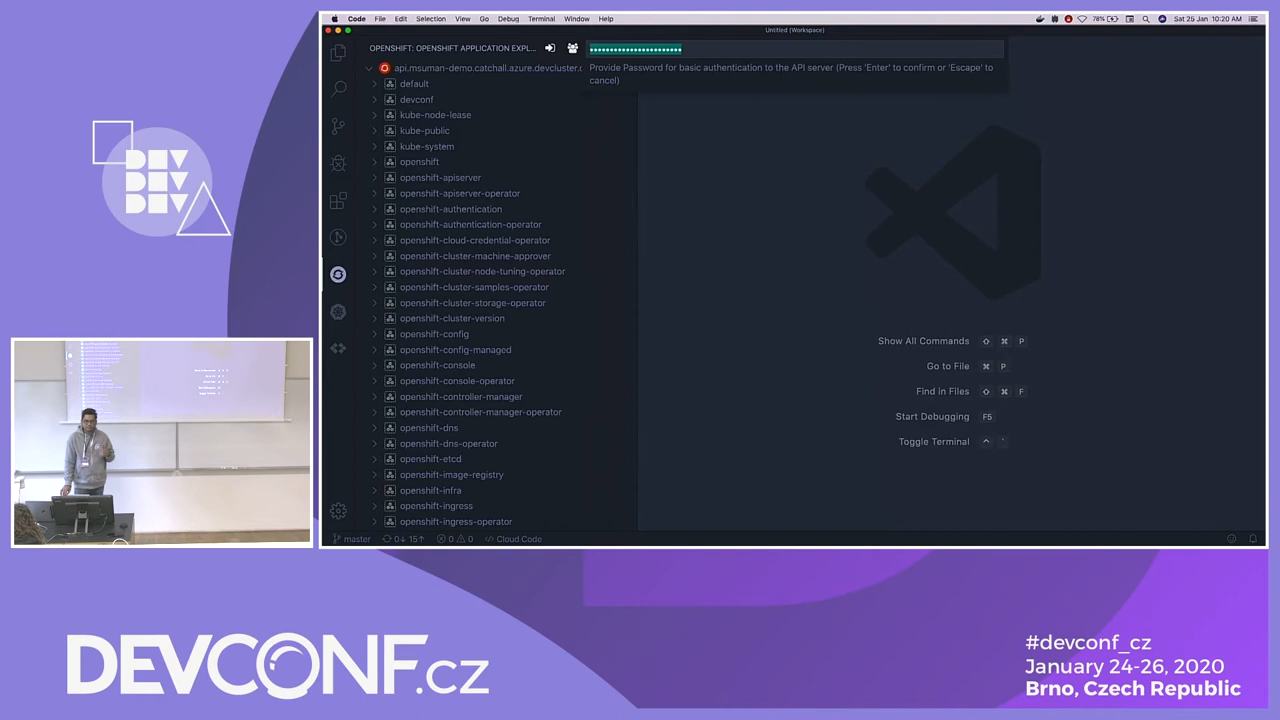 Code File Edit Selection View Go Debug Terminal Window Help
78% Sat 25 Jan 10:20 AM
Untitled (Workspace)
OPENSHIFT: OPENSHIFT APPLICATION EXPL...
••••••••••••••••••••••••
Provide Password for basic authentication to the API server (Press 'Enter' to confirm or 'Escape' to
cancel)
api.msuman-demo.catchall.azure.devcluster.
default
devconf
kube-node-lease
kube-public
kube-system
openshift
openshift-apiserver
openshift-apiserver-operator
openshift-authentication
openshift-authentication-operator
openshift-cloud-credential-operator
openshift-cluster-machine-approver
openshift-cluster-node-tuning-operator
openshift-cluster-samples-operator
openshift-cluster-storage-operator
openshift-cluster-version
openshift-config
openshift-config-managed
openshift-console
openshift-console-operator
openshift-controller-manager
openshift-controller-manager-operator
openshift-dns
openshift-dns-operator
openshift-etcd
openshift-image-registry
openshift-infra
openshift-ingress
openshift-ingress-operator
Show All Commands ⇧ ⌘ P
Go to File ⌘ P
Find in Files ⇧ ⌘ F
Start Debugging F5
Toggle Terminal ^ `
master 0↓ 15↑ 0 0 </> Cloud Code
DEV
DEV
DEV
DEVCONF.cz
#devconf_cz
January 24-26, 2020
Brno, Czech Republic